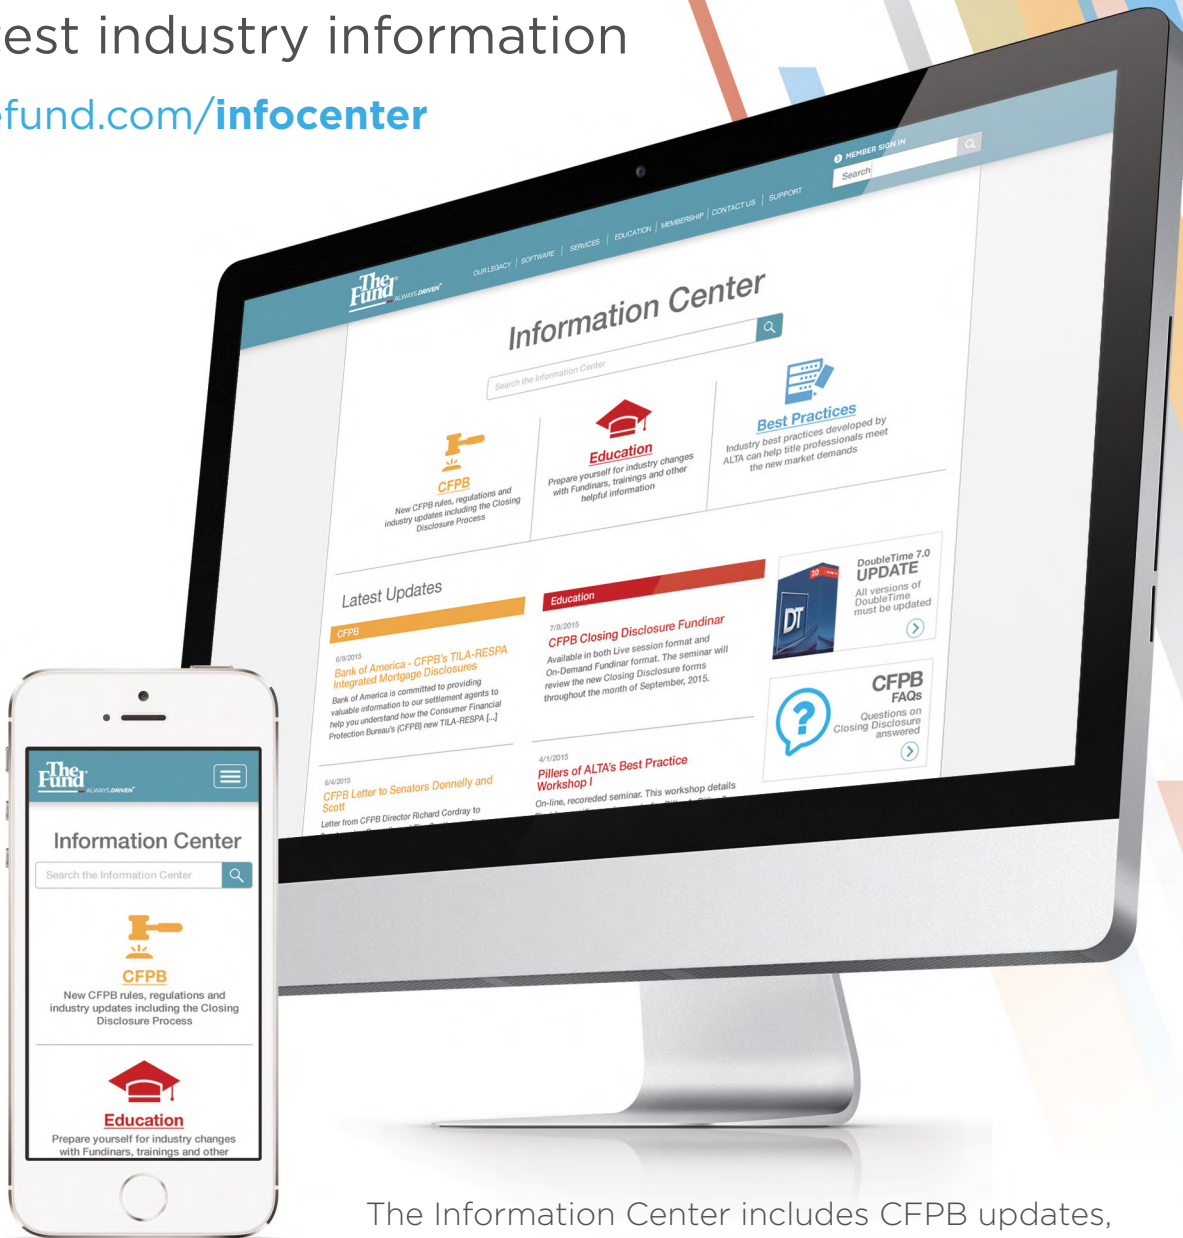 test industry information
efund.com/infocenter
MEMBER SIGN IN
Search
The Fund
ALWAYS DRIVEN
OUR LEGACY | SOFTWARE | SERVICES | EDUCATION | MEMBERSHIP | CONTACT US | SUPPORT
Information Center
Search the Information Center
CFPB
New CFPB rules, regulations and
industry updates including the Closing
Disclosure Process
Education
Prepare yourself for industry changes
with Fundinars, trainings and other
helpful information
Best Practices
Industry best practices developed by
ALTA can help title professionals meet
the new market demands
Latest Updates
CFPB
6/9/2015
Bank of America - CFPB's TILA-RESPA
Integrated Mortgage Disclosures
Bank of America is committed to providing
valuable information to our settlement agents to
help you understand how the Consumer Financial
Protection Bureau's (CFPB) new TILA-RESPA [...]
6/4/2015
CFPB Letter to Senators Donnelly and
Scott
Letter from CFPB Director Richard Cordray to
Education
7/8/2015
CFPB Closing Disclosure Fundinar
Available in both Live session format and
On-Demand Fundinar format. The seminar will
review the new Closing Disclosure forms
throughout the month of September, 2015.
4/1/2015
Pillers of ALTA's Best Practice
Workshop I
On-line, recoreded seminar. This workshop details
7.0
DT
DoubleTime 7.0
UPDATE
All versions of
DoubleTime
must be updated
?
CFPB
FAQs
Questions on
Closing Disclosure
answered
The Fund
ALWAYS DRIVEN
Information Center
Search the Information Center
CFPB
New CFPB rules, regulations and
industry updates including the Closing
Disclosure Process
Education
Prepare yourself for industry changes
with Fundinars, trainings and other
The Information Center includes CFPB updates,